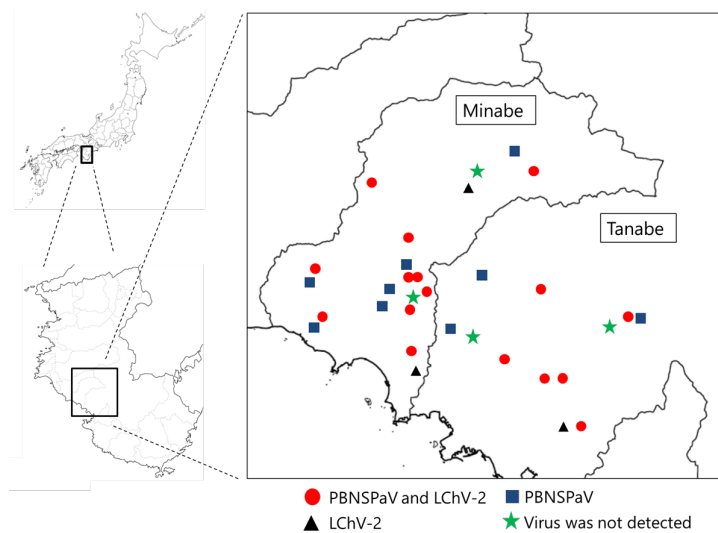 Minabe
Tanabe
PBNSPaV and LChV-2
PBNSPaV
LChV-2
Virus was not detected